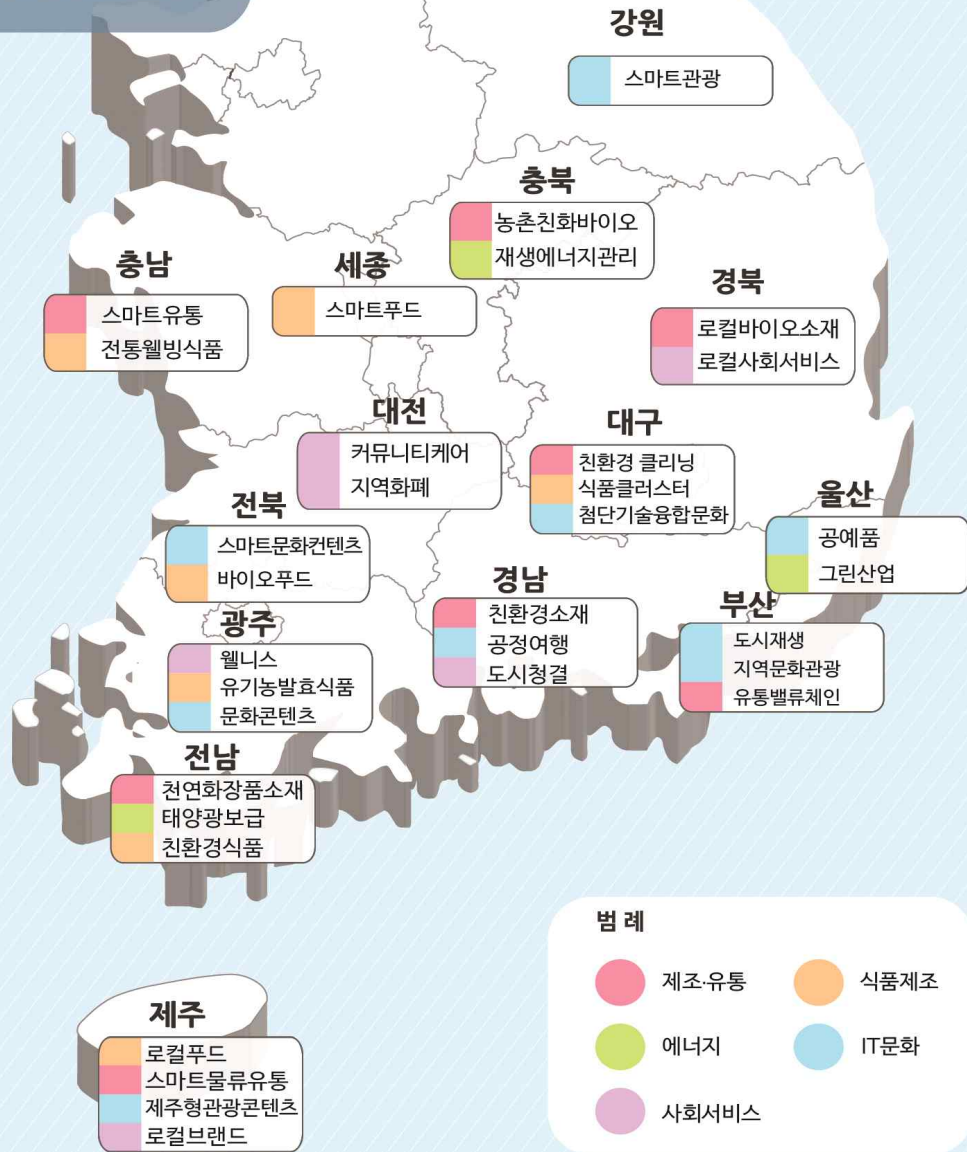 강원
스마트관광
충북
농촌친화바이오
재생에너지관리
충남
스마트유통
전통웰빙식품
세종
스마트푸드
경북
로컬바이오소재
로컬사회서비스
대전
커뮤니티케어
지역화폐
대구
친환경 클리닝
식품클러스터
첨단기술융합문화
울산
공예품
그린산업
전북
스마트문화컨텐츠
바이오푸드
경남
친환경소재
공정여행
도시청결
부산
도시재생
지역문화관광
유통밸류체인
광주
웰니스
유기농발효식품
문화콘텐츠
전남
천연화장품소재
태양광보급
친환경식품
제주
로컬푸드
스마트물류유통
제주형관광콘텐츠
로컬브랜드
범 례
제조·유통
식품제조
에너지
IT문화
사회서비스